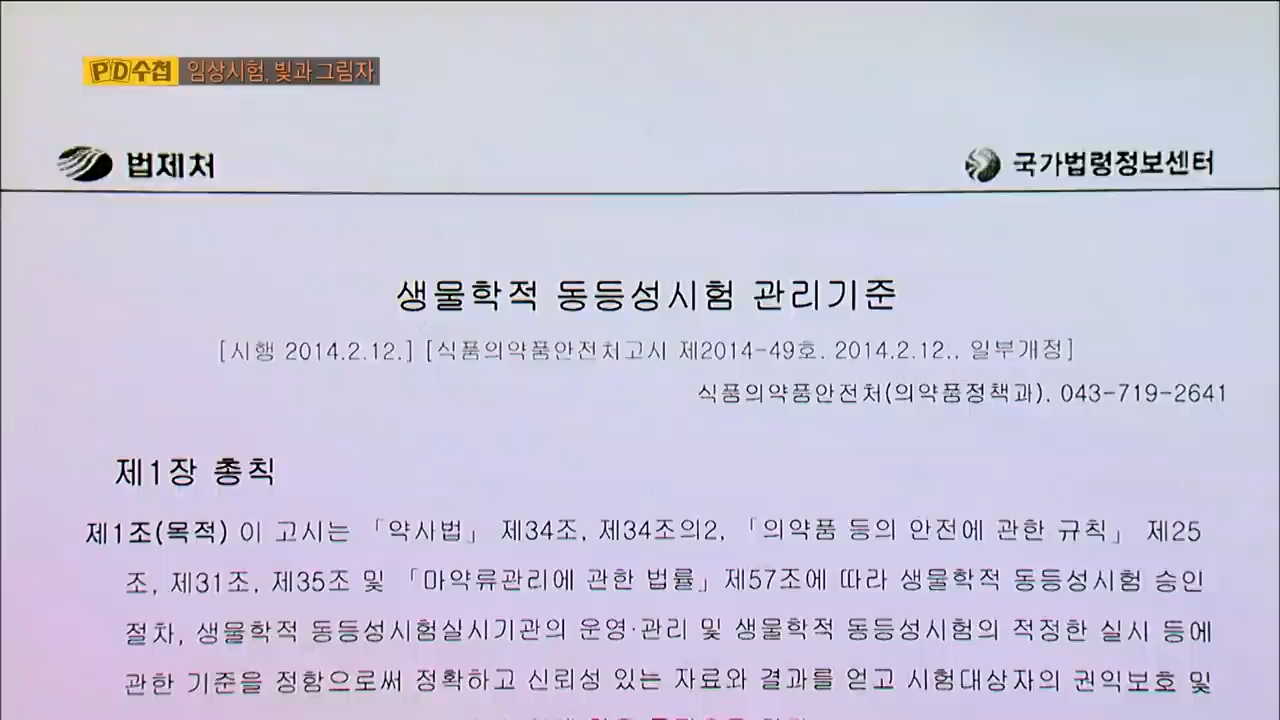 PD수첩 임상시험, 빛과 그림자
법제처 국가법령정보센터
생물학적 동등성시험 관리기준
[시행 2014.2.12.] [식품의약품안전처고시 제2014-49호, 2014.2.12., 일부개정]
식품의약품안전처(의약품정책과), 043-719-2641
제1장 총칙
제1조(목적) 이 고시는 「약사법」 제34조, 제34조의2, 「의약품 등의 안전에 관한 규칙」 제25
조, 제31조, 제35조 및 「마약류관리에 관한 법률」제57조에 따라 생물학적 동등성시험 승인
절차, 생물학적 동등성시험실시기관의 운영·관리 및 생물학적 동등성시험의 적정한 실시 등에
관한 기준을 정함으로써 정확하고 신뢰성 있는 자료와 결과를 얻고 시험대상자의 권익보호 및